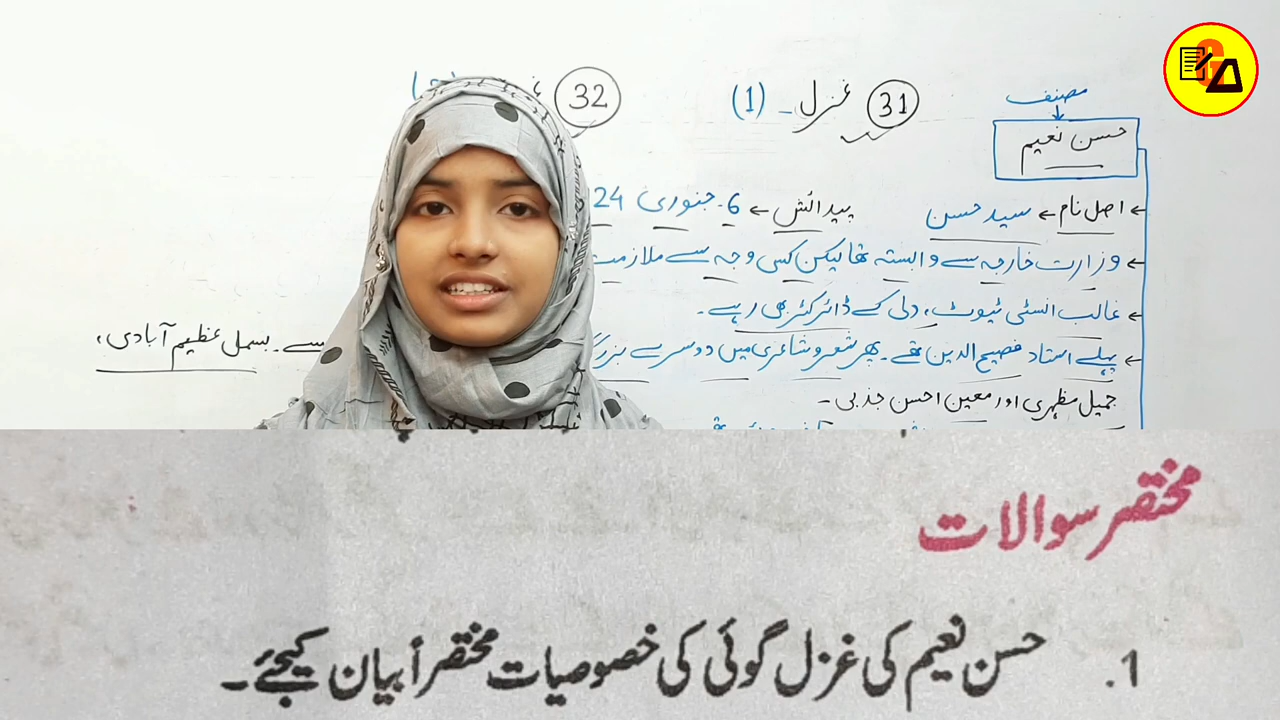 مصنف
حسن نعیم
31 غزل ۔ (1)
32
اصل نام ← سید حسن
پیدائش ← 6 ۔ جنوری 24
← وزارت خارجہ سے وابستہ تھا لیکن کسی وجہ سے ملازمت
← غالب انسٹی ٹیوٹ، دلی کے ڈائرکٹر بھی رہے۔
← پہلے استاد فصیح الدین تھے۔ پھر شعر و شاعری میں دوسرے بزرگ سے۔ بسمل عظیم آبادی،
جمیل مظہری اور معین احسن جذبی ۔
مختصر سوالات
1. حسن نعیم کی غزل گوئی کی خصوصیات مختصراً بیان کیجئے۔